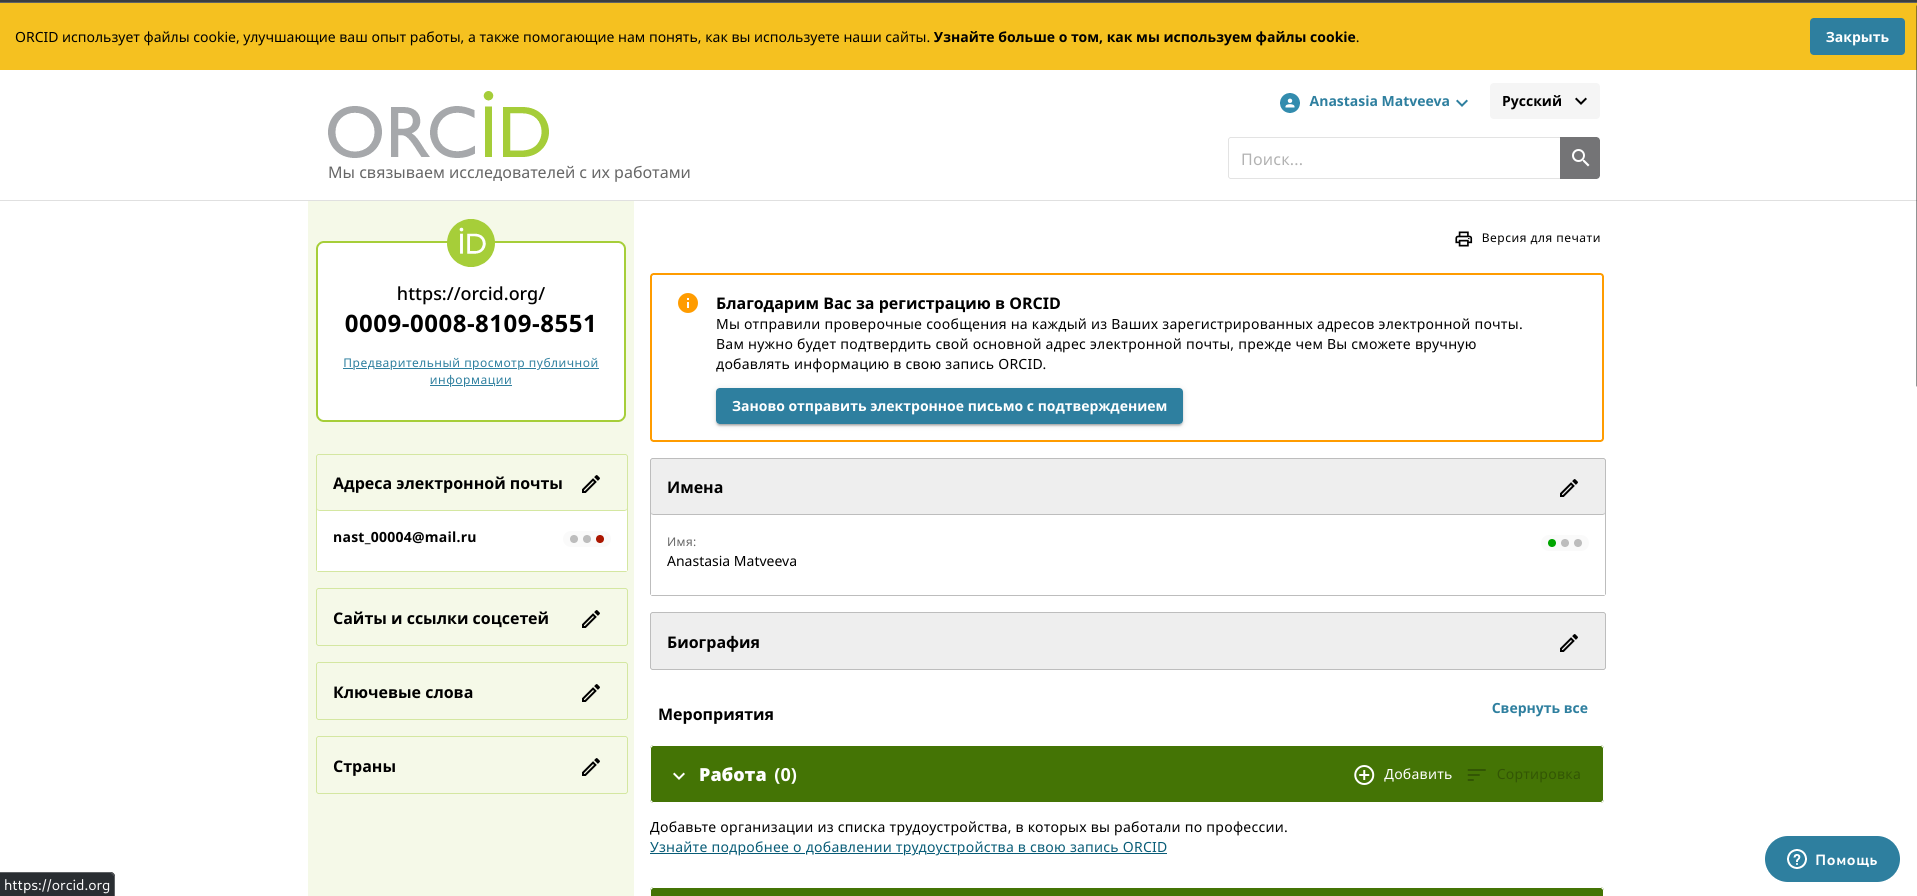 ORCID использует файлы cookie, улучшающие ваш опыт работы, а также помогающие нам понять, как вы используете наши сайты. Узнайте больше о том, как мы используем файлы cookie.
Закрыть
ORCID
Мы связываем исследователей с их работами
Anastasia Matveeva
Русский
Поиск...
iD
https://orcid.org/
0009-0008-8109-8551
Предварительный просмотр публичной
информации
Адреса электронной почты
nast_00004@mail.ru
Сайты и ссылки соцсетей
Ключевые слова
Страны
Версия для печати
Благодарим Вас за регистрацию в ORCID
Мы отправили проверочные сообщения на каждый из Ваших зарегистрированных адресов электронной почты.
Вам нужно будет подтвердить свой основной адрес электронной почты, прежде чем Вы сможете вручную
добавлять информацию в свою запись ORCID.
Заново отправить электронное письмо с подтверждением
Имена
Имя:
Anastasia Matveeva
Биография
Мероприятия
Свернуть все
Работа (0)
Добавить
Сортировка
Добавьте организации из списка трудоустройства, в которых вы работали по профессии.
Узнайте подробнее о добавлении трудоустройства в свою запись ORCID
Помощь
https://orcid.org